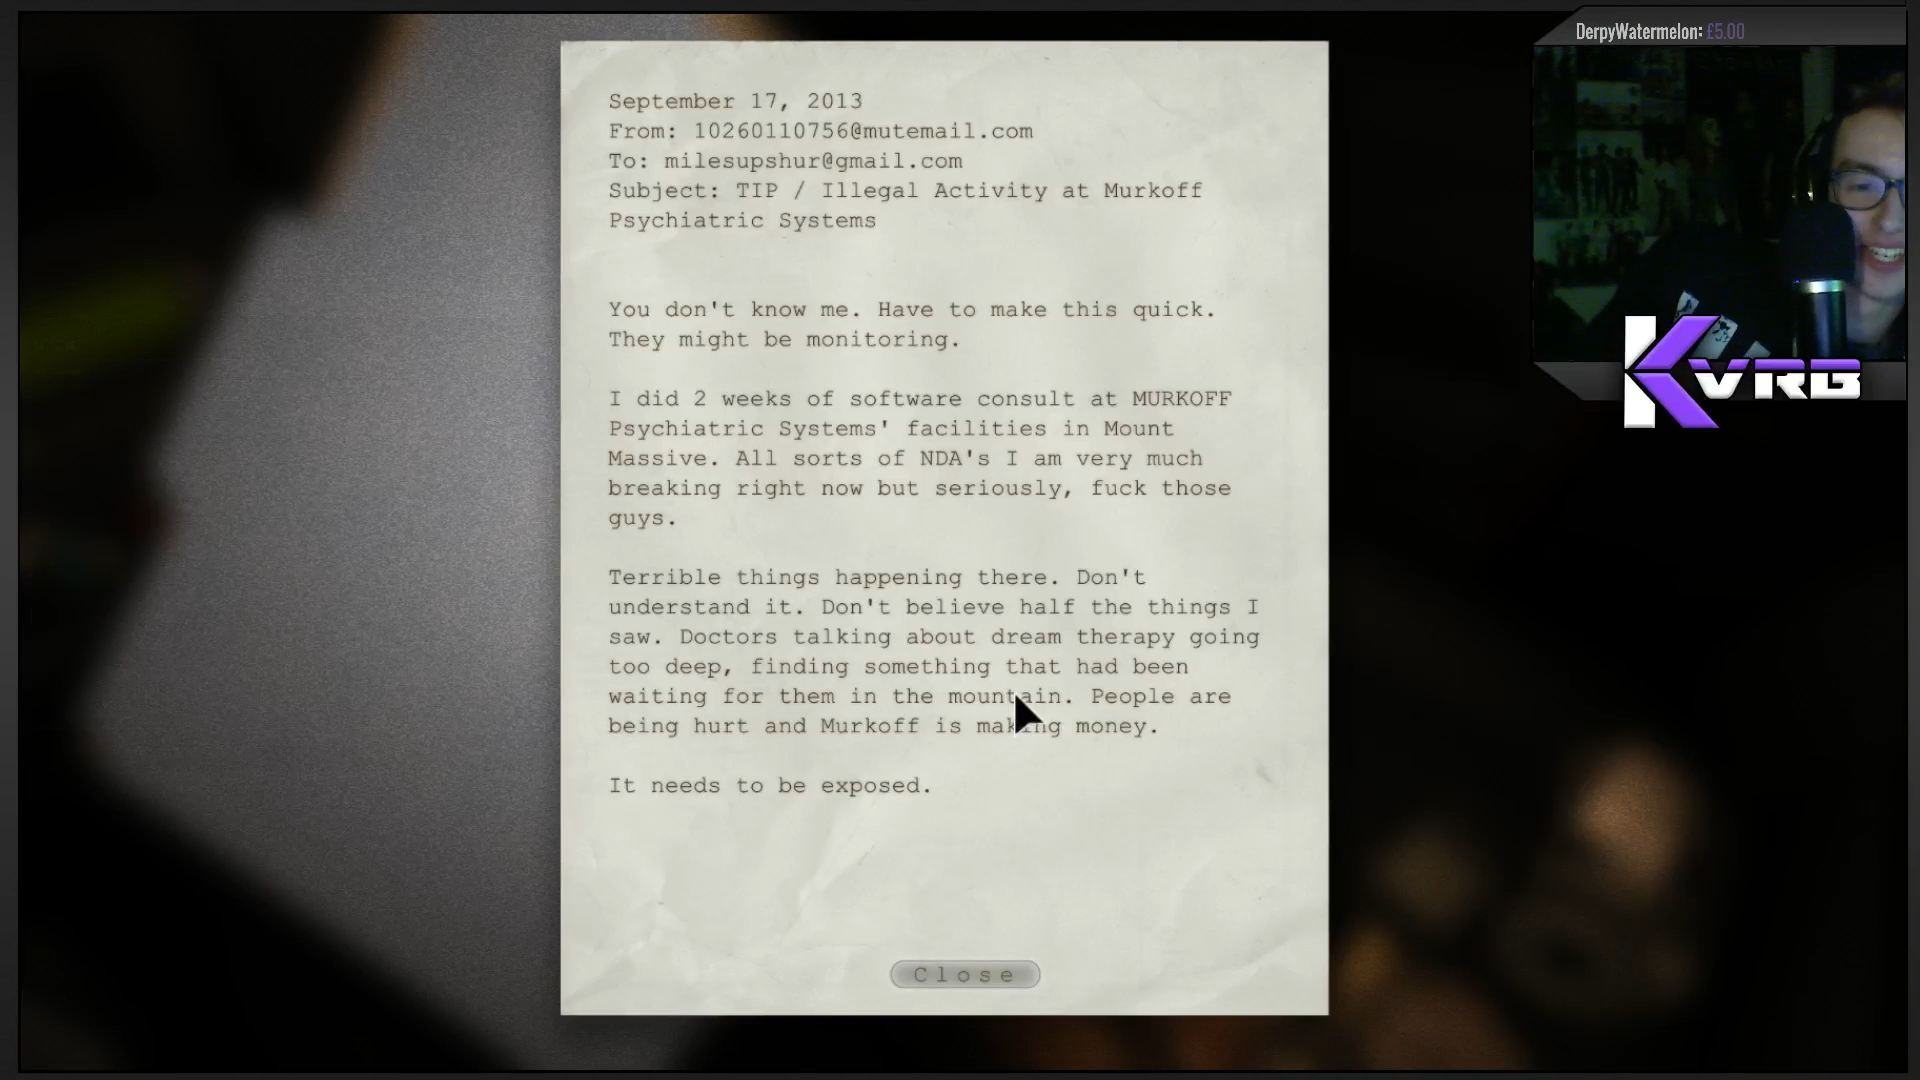 DerpyWatermelon: £5.00
September 17, 2013
From: 10260110756@mutemail.com
To: milesupshur@gmail.com
Subject: TIP / Illegal Activity at Murkoff
Psychiatric Systems
You don't know me. Have to make this quick.
They might be monitoring.
I did 2 weeks of software consult at MURKOFF
Psychiatric Systems' facilities in Mount
Massive. All sorts of NDA's I am very much
breaking right now but seriously, fuck those
guys.
Terrible things happening there. Don't
understand it. Don't believe half the things I
saw. Doctors talking about dream therapy going
too deep, finding something that had been
waiting for them in the mountain. People are
being hurt and Murkoff is making money.
It needs to be exposed.
Close
KVRB